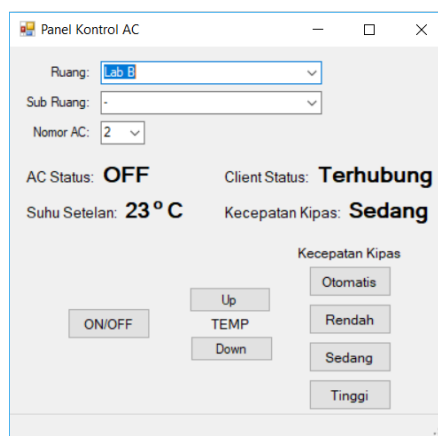 Panel Kontrol AC
Ruang: Lab B
Sub Ruang: -
Nomor AC: 2
AC Status: OFF Client Status: Terhubung
Suhu Setelan: 23 º C Kecepatan Kipas: Sedang
Kecepatan Kipas
Otomatis
Up
ON/OFF TEMP Rendah
Down
Sedang
Tinggi